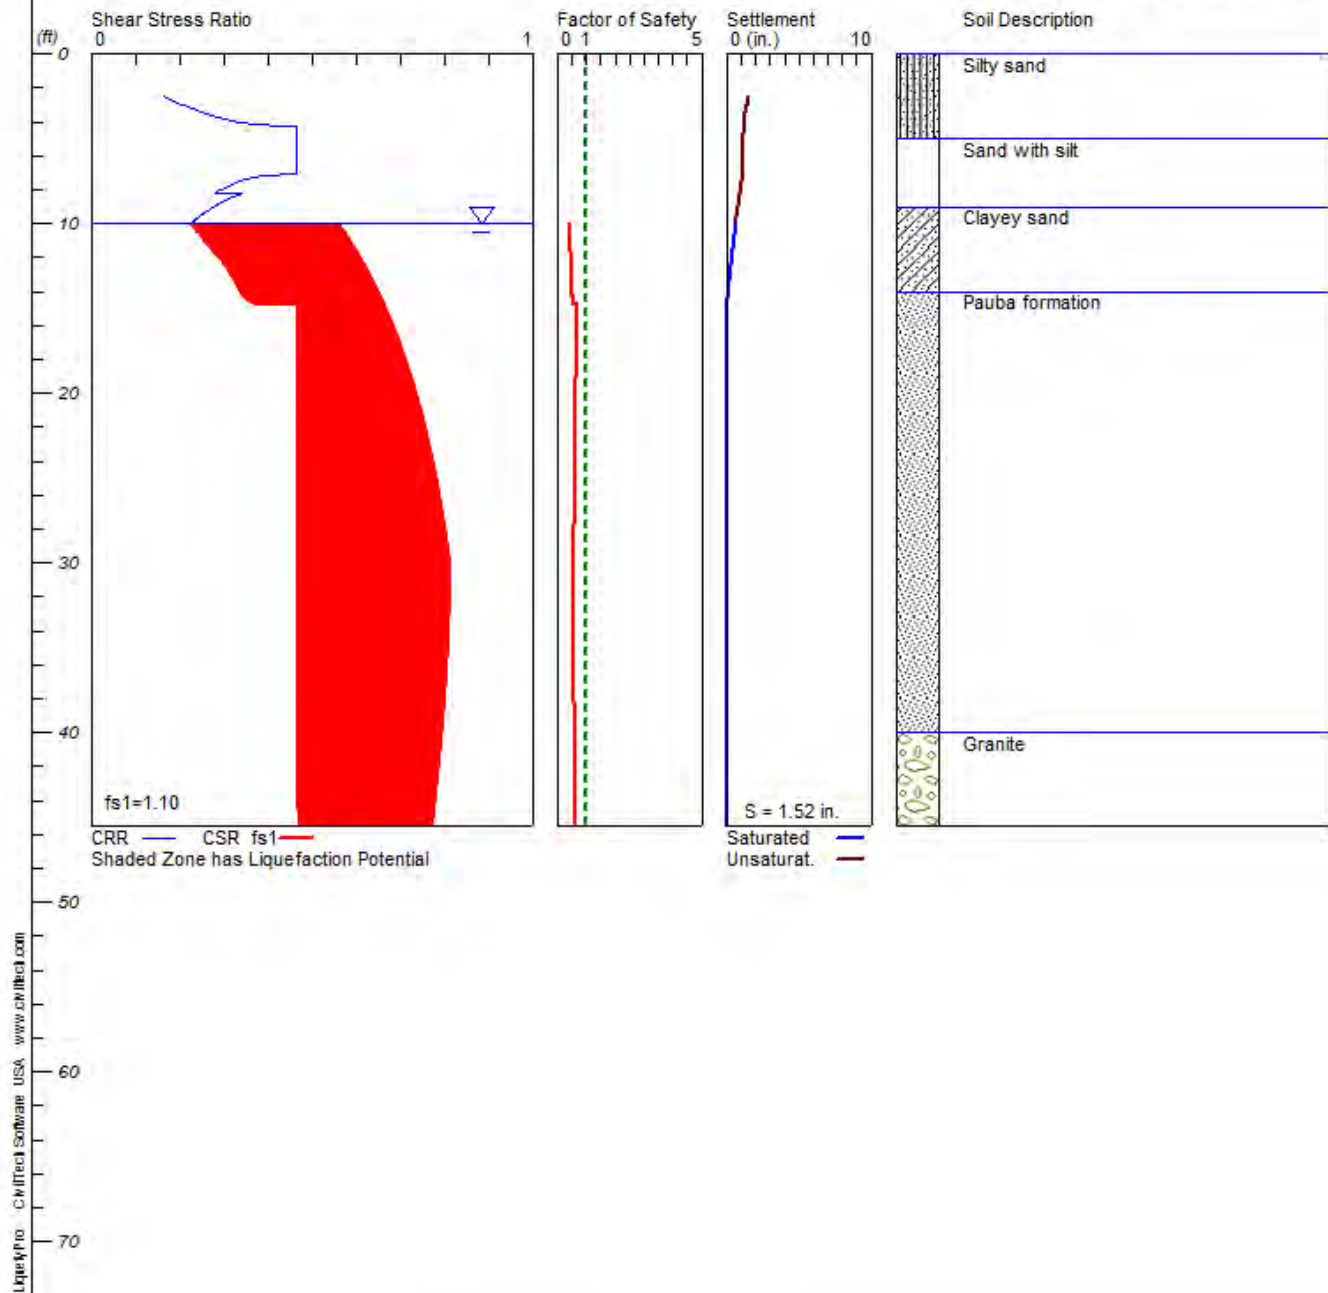 Shear Stress Ratio Factor of Safety Settlement Soil Description
(ft) 0 1 0 1 5 0 (in.) 10
0
Silty sand
Sand with silt
10
Clayey sand
Pauba formation
20
30
40
Granite
fs1=1.10
S = 1.52 in.
CRR CSR fs1
Shaded Zone has Liquefaction Potential
Saturated
Unsaturat.
50
60
70
LiquefyPro CivilTech Software USA www.civiltech.com